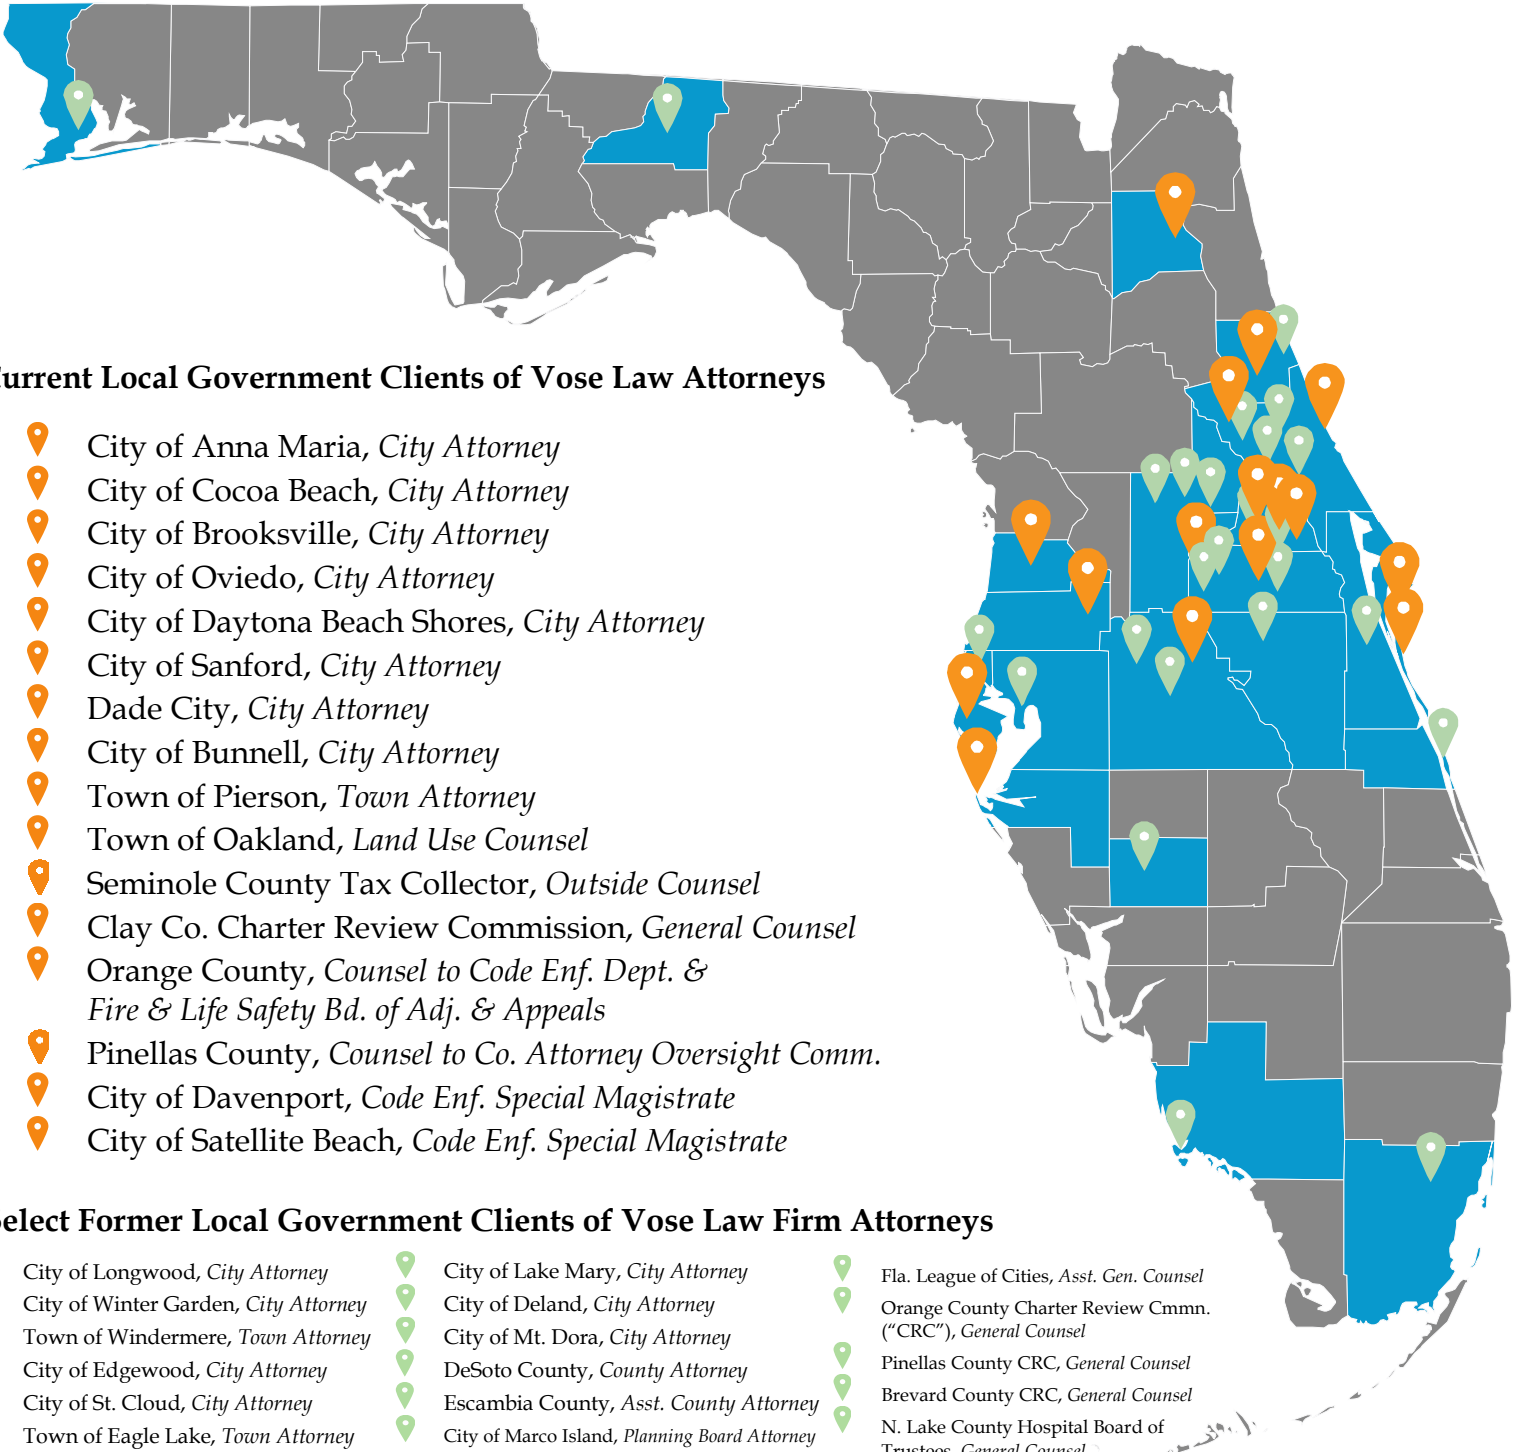 urrent Local Government Clients of Vose Law Attorneys
City of Anna Maria, City Attorney
City of Cocoa Beach, City Attorney
City of Brooksville, City Attorney
City of Oviedo, City Attorney
City of Daytona Beach Shores, City Attorney
City of Sanford, City Attorney
Dade City, City Attorney
City of Bunnell, City Attorney
Town of Pierson, Town Attorney
Town of Oakland, Land Use Counsel
Seminole County Tax Collector, Outside Counsel
Clay Co. Charter Review Commission, General Counsel
Orange County, Counsel to Code Enf. Dept. &
Fire & Life Safety Bd. of Adj. & Appeals
Pinellas County, Counsel to Co. Attorney Oversight Comm.
City of Davenport, Code Enf. Special Magistrate
City of Satellite Beach, Code Enf. Special Magistrate
elect Former Local Government Clients of Vose Law Firm Attorneys
City of Longwood, City Attorney
City of Winter Garden, City Attorney
Town of Windermere, Town Attorney
City of Edgewood, City Attorney
City of St. Cloud, City Attorney
Town of Eagle Lake, Town Attorney
City of Lake Mary, City Attorney
City of Deland, City Attorney
City of Mt. Dora, City Attorney
DeSoto County, County Attorney
Escambia County, Asst. County Attorney
City of Marco Island, Planning Board Attorney
Fla. League of Cities, Asst. Gen. Counsel
Orange County Charter Review Cmmn.
(“CRC”), General Counsel
Pinellas County CRC, General Counsel
Brevard County CRC, General Counsel
N. Lake County Hospital Board of
Trustees, General Counsel